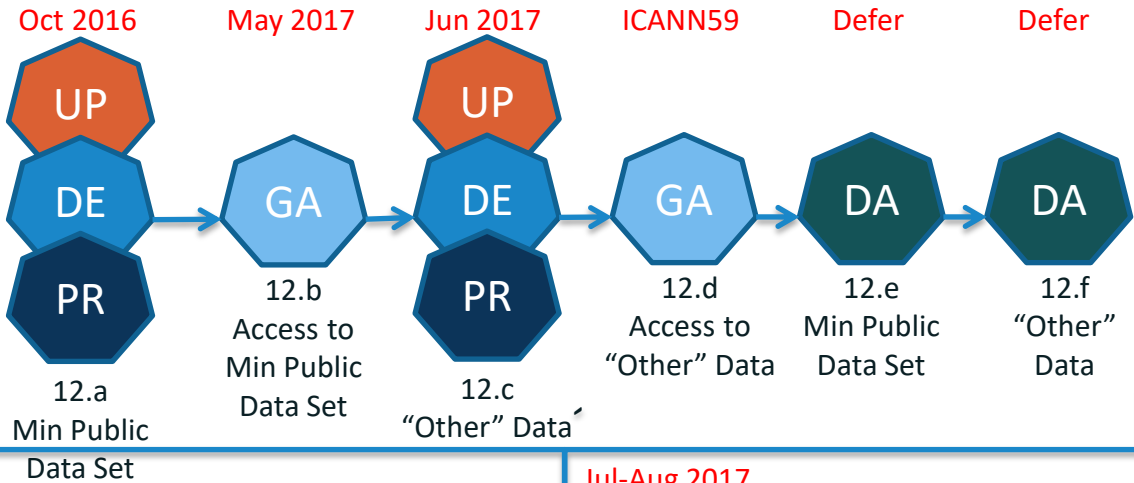 Oct 2016
May 2017
Jun 2017
ICANN59
Defer
Defer
UP
DE
PR
12.a
Min Public
Data Set
GA
12.b
Access to
Min Public
Data Set
UP
DE
PR
12.c
“Other” Data
GA
12.d
Access to
“Other” Data
DA
12.e
Min Public
Data Set
DA
12.f
“Other”
Data
Jul-Aug 2017